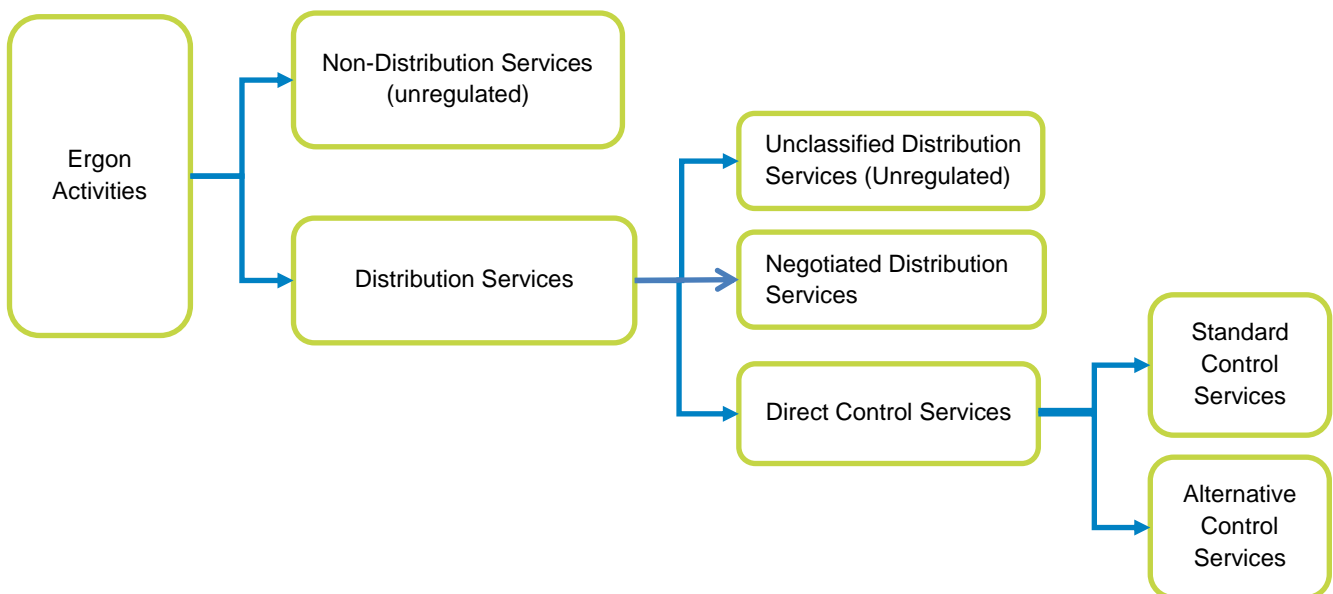 Ergon
Activities
Non-Distribution Services
(unregulated)
Distribution Services
Unclassified Distribution
Services (Unregulated)
Negotiated Distribution
Services
Direct Control Services
Standard
Control
Services
Alternative
Control
Services